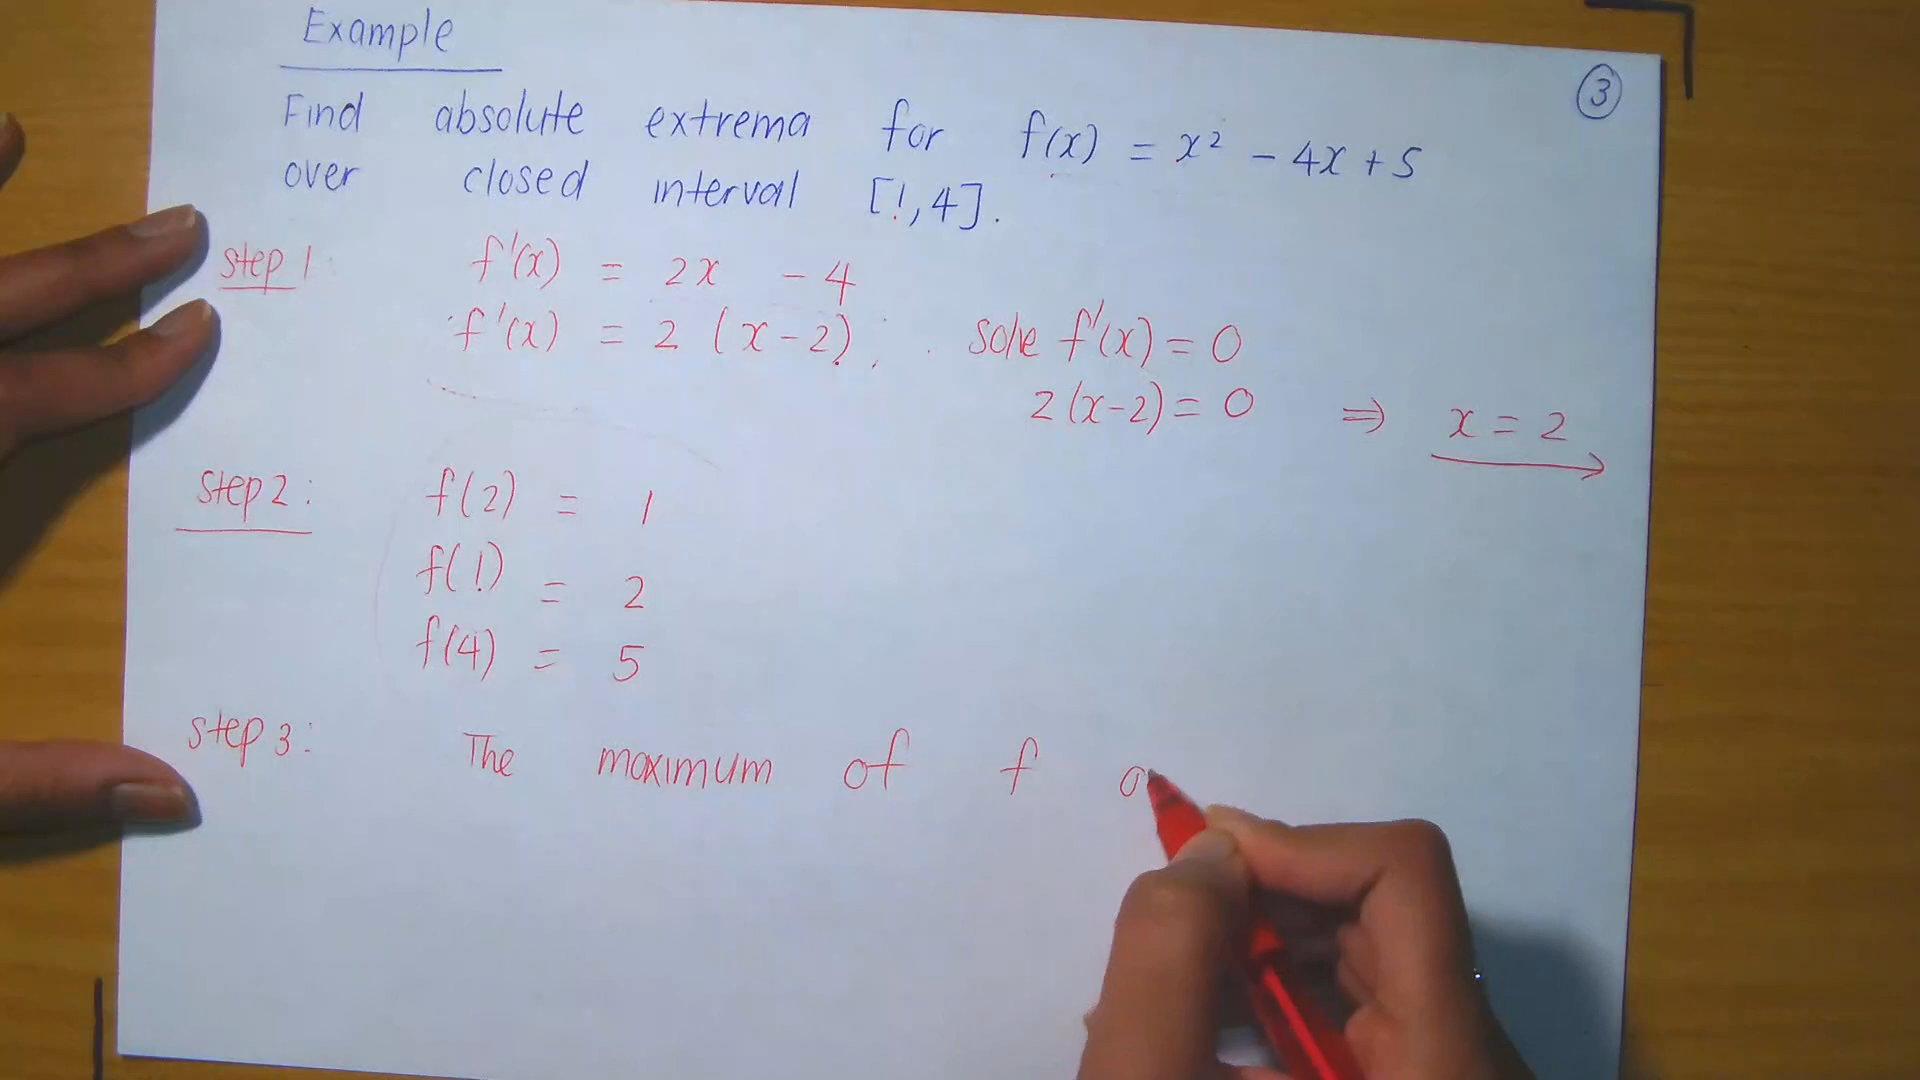 Example
③
Find absolute extrema for f(x) = x² - 4x + 5
over closed interval [1,4].
step 1: f'(x) = 2x - 4
f'(x) = 2 (x-2); solve f'(x) = 0
2(x-2) = 0 ⇒ x = 2
step 2: f(2) = 1
f(1) = 2
f(4) = 5
step 3: The maximum of f o